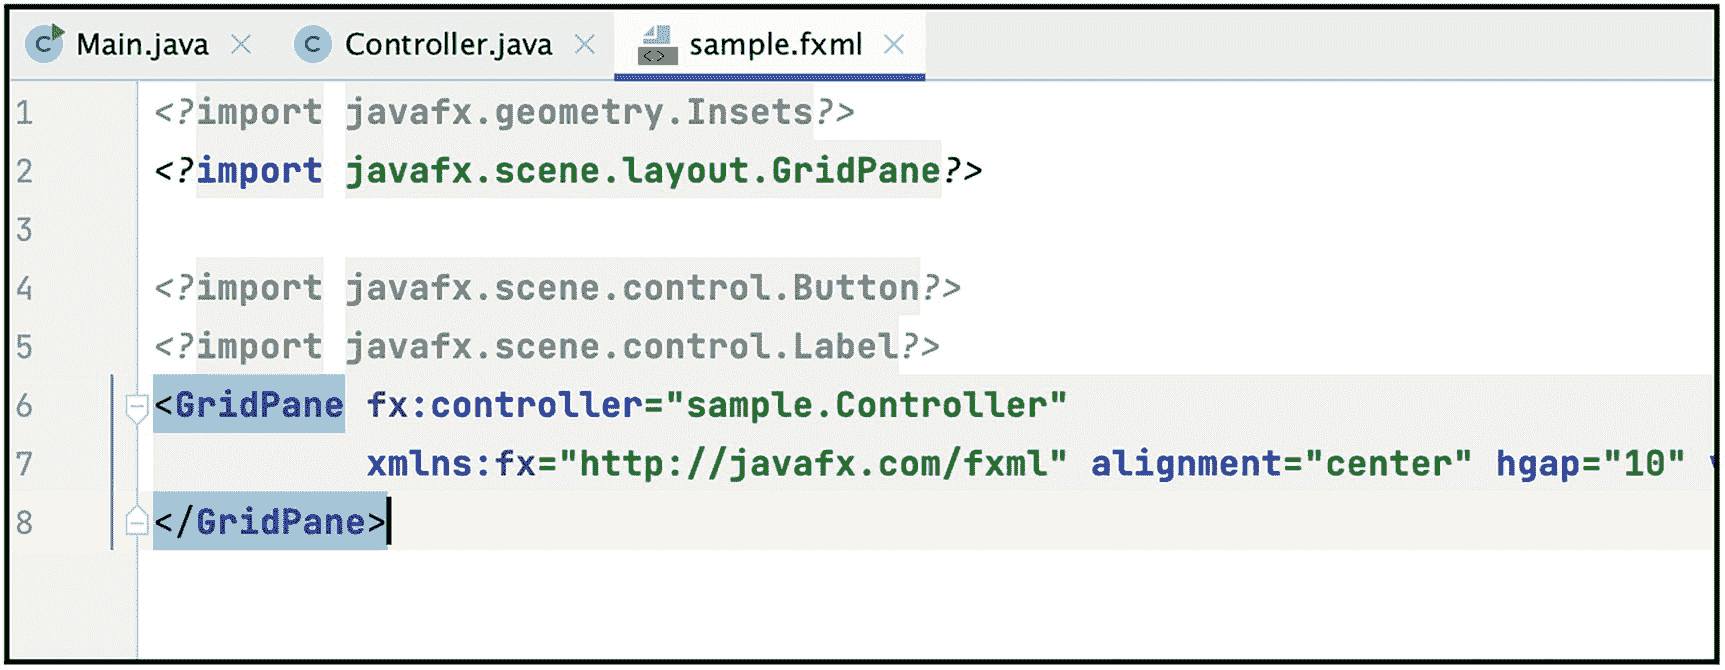 Main.java Controller.java sample.fxml
1 <?import javafx.geometry.Insets?>
2 <?import javafx.scene.layout.GridPane?>
3
4 <?import javafx.scene.control.Button?>
5 <?import javafx.scene.control.Label?>
6 <GridPane fx:controller="sample.Controller"
7 xmlns:fx="http://javafx.com/fxml" alignment="center" hgap="10"
8 </GridPane>